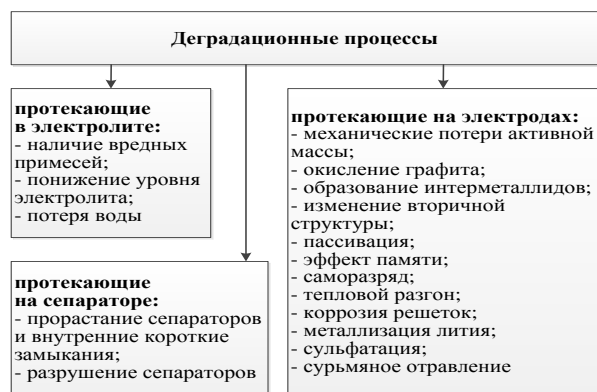 Деградационные процессы
протекающие
в электролите:
- наличие вредных
примесей;
- понижение уровня
электролита;
- потеря воды
протекающие
на сепараторе:
- прорастание сепараторов
и внутренние короткие
замыкания;
- разрушение сепараторов
протекающие на электродах:
- механические потери активной
массы;
- окисление графита;
- образование интерметаллидов;
- изменение вторичной
структуры;
- пассивация;
- эффект памяти;
- саморазряд;
- тепловой разгон;
- коррозия решеток;
- металлизация лития;
- сульфатация;
- сурьмяное отравление